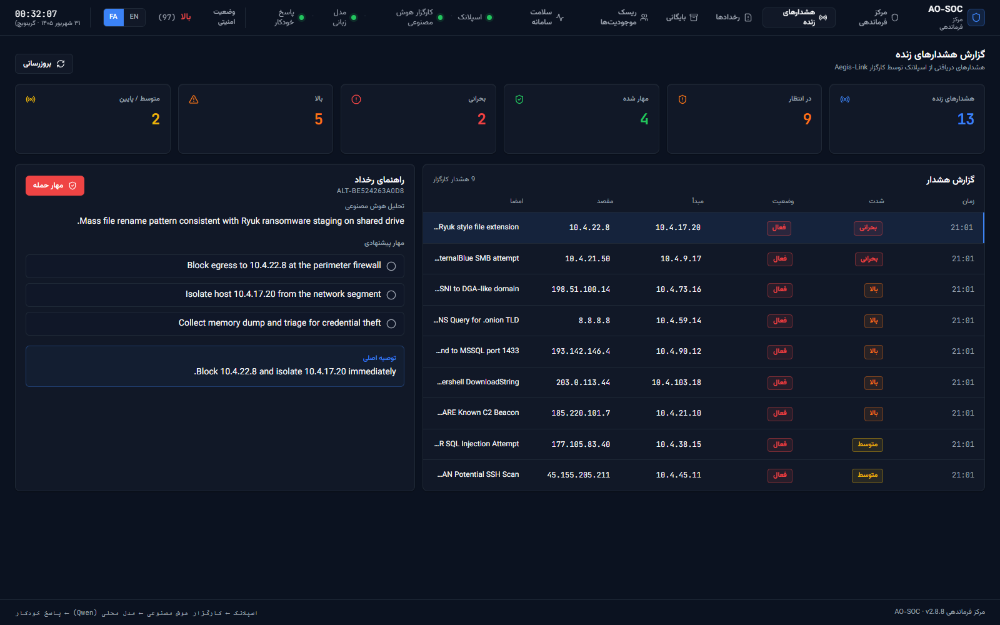 AO-SOC
مرکز
فرماندهی
مرکز
فرماندهی
هشدارهای
زنده
رخدادها
بایگانی
ریسک
موجودیت‌ها
سلامت
سامانه
اسپلانک
کارگزار هوش
مصنوعی
مدل
زبانی
پاسخ
خودکار
وضعیت
امنیتی
بالا (97)
FA EN
00:32:07
۳۱ شهریور ۱۴۰۵ · گرینویچ)
گزارش هشدارهای زنده
هشدارهای دریافتی از اسپلانک توسط کارگزار Aegis-Link
بروزرسانی
هشدارهای زنده
13
در انتظار
9
مهار شده
4
بحرانی
2
بالا
5
متوسط / پایین
2
گزارش هشدار
9 هشدار کارگزار
زمان شدت وضعیت مبدأ مقصد امضا
21:01 بحرانی فعال 10.4.17.20 10.4.22.8 Ryuk style file extension…
21:01 بحرانی فعال 10.4.9.17 10.4.21.50 ternalBlue SMB attempt…
21:01 بالا فعال 10.4.73.16 198.51.100.14 SNI to DGA-like domain…
21:01 بالا فعال 10.4.59.14 8.8.8.8 NS Query for .onion TLD…
21:01 بالا فعال 10.4.90.12 193.142.146.4 nd to MSSQL port 1433…
21:01 بالا فعال 10.4.103.18 203.0.113.44 ershell DownloadString…
21:01 بالا فعال 10.4.21.10 185.220.101.7 ARE Known C2 Beacon…
21:01 متوسط فعال 10.4.38.15 177.105.83.40 R SQL Injection Attempt…
21:01 متوسط فعال 10.4.45.11 45.155.205.211 AN Potential SSH Scan…
راهنمای رخداد
ALT-BE524263A0D8
مهار حمله
تحلیل هوش مصنوعی
.Mass file rename pattern consistent with Ryuk ransomware staging on shared drive
مهار پیشنهادی
Block egress to 10.4.22.8 at the perimeter firewall
Isolate host 10.4.17.20 from the network segment
Collect memory dump and triage for credential theft
توصیه اصلی
.Block 10.4.22.8 and isolate 10.4.17.20 immediately
مرکز فرماندهی AO-SOC · v2.8.8
اسپلانک ← کارگزار هوش مصنوعی ← مدل محلی (Qwen) ← پاسخ خودکار